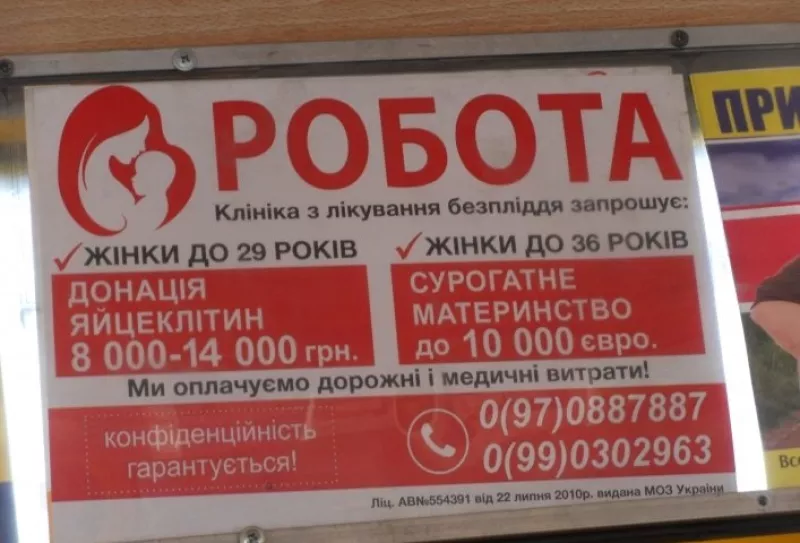 РОБОТА
Клініка з лікування безпліддя запрошує:
ЖІНКИ ДО 29 РОКІВ
ДОНАЦІЯ
ЯЙЦЕКЛІТИН
8 000-14 000 грн.
ЖІНКИ ДО 36 РОКІВ
СУРОГАТНЕ
МАТЕРИНСТВО
до 10 000 євро.
Ми оплачуємо дорожні і медичні витрати!
конфіденційність
гарантується!
0(97)0887887
0(99)0302963
Ліц. АВ№554391 від 22 липня 2010р. видана МОЗ України
ПРИ
Все